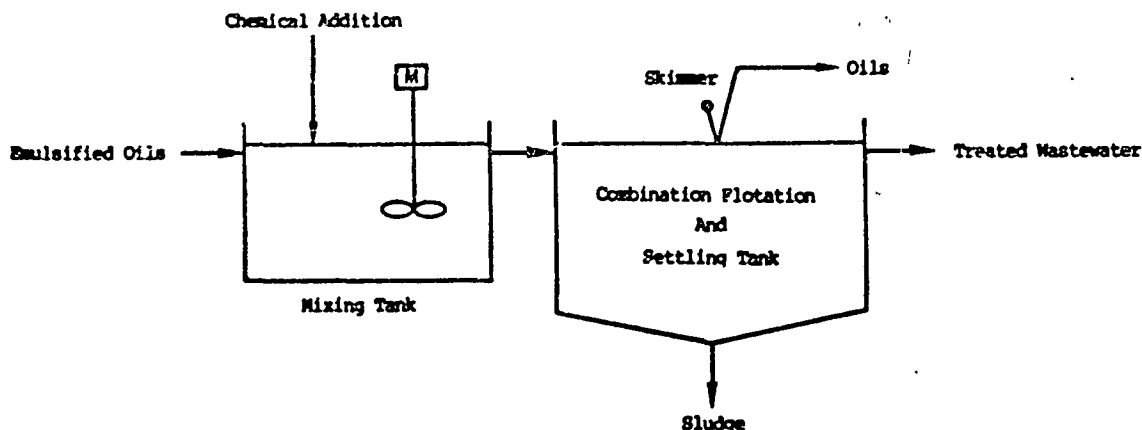 Chemical Addition
M
Skimmer
Oils
Emulsified Oils
Treated Wastewater
Combination Flotation
And
Settling Tank
Mixing Tank
Sludge